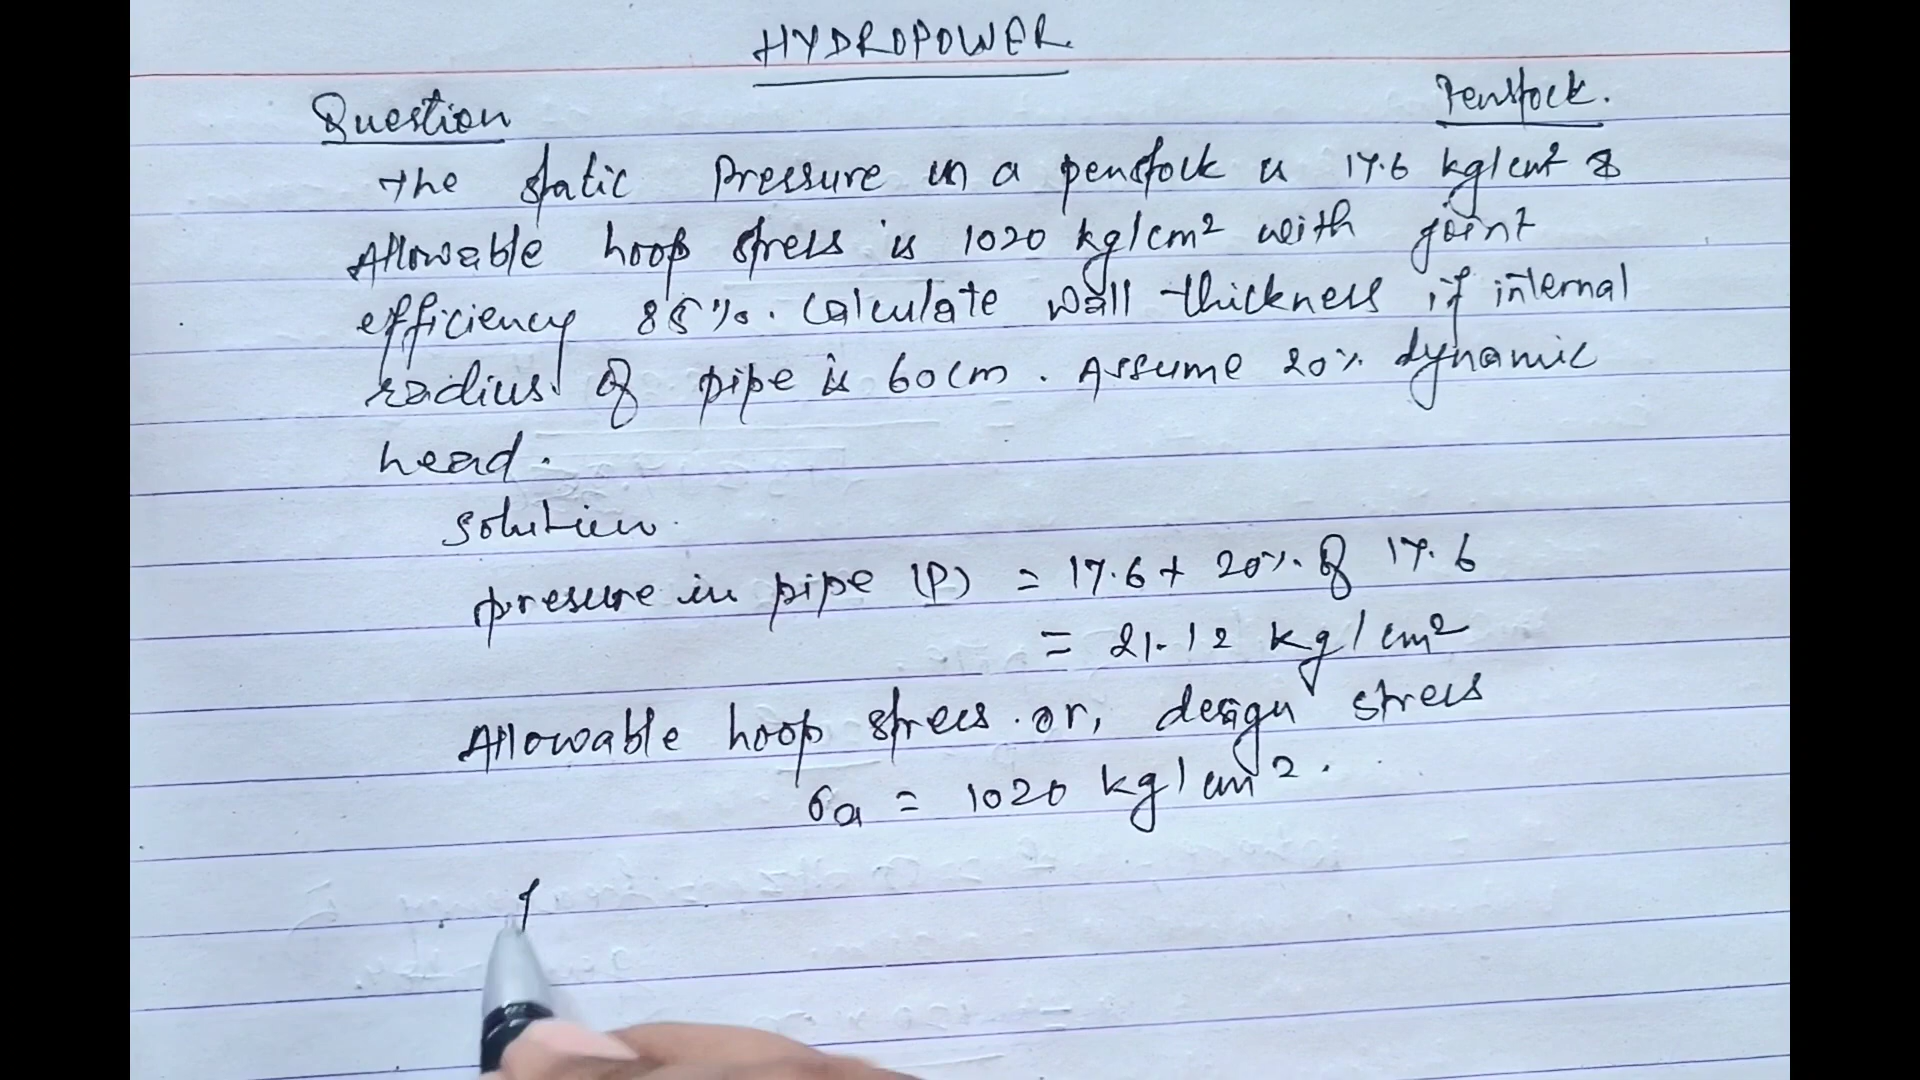 HYDROPOWER
Penstock.
Question
The static Pressure in a penstock is 17.6 kg/cm² &
Allowable hoop stress is 1020 kg/cm² with joint
efficiency 85%. Calculate wall thickness if internal
radius of pipe is 60cm. Assume 20% dynamic
head.
Solution.
presure in pipe (P) = 17.6 + 20% of 17.6
= 21.12 kg/cm²
Allowable hoop stress or, design stress
σa = 1020 kg/cm².